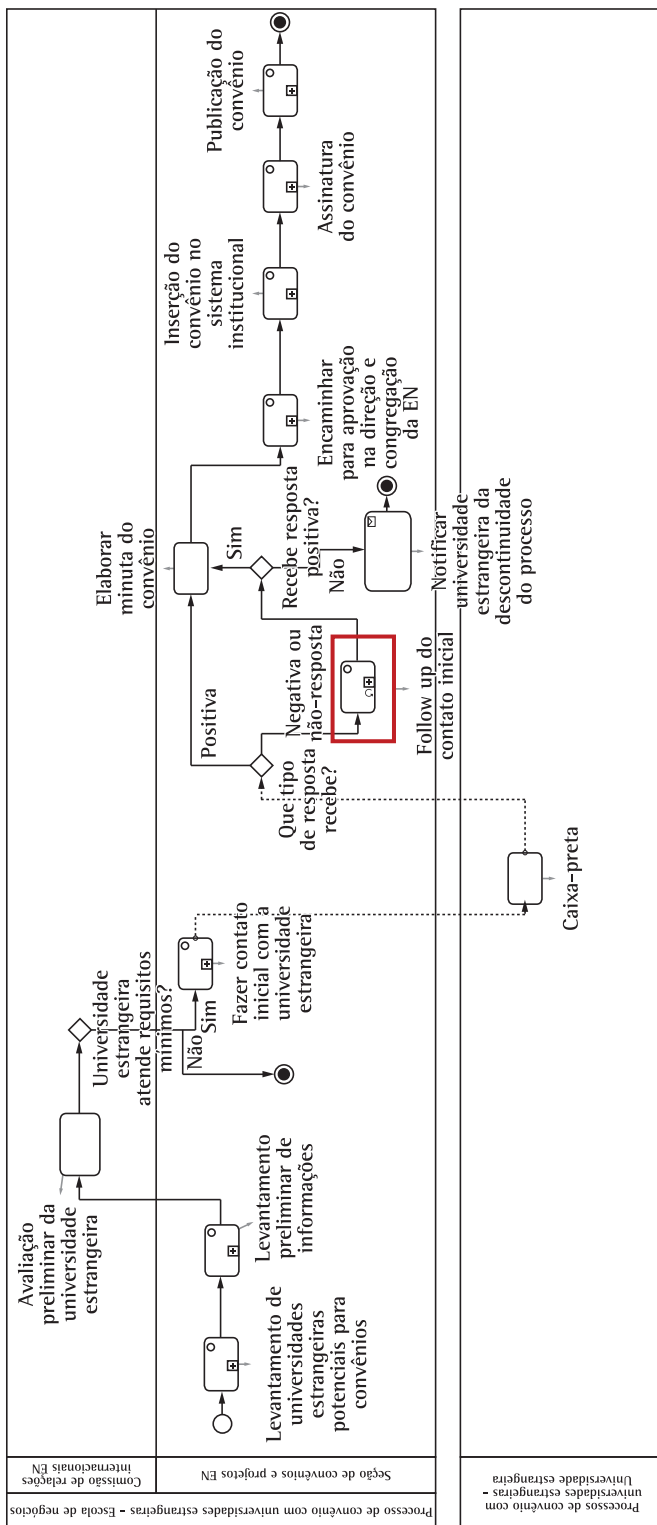 Processo de convênio com universidades estrangeiras - Escola de negócios
Comissão de relações
internacionais EN
Seção de convênios e projetos EN
Levantamento de
universidades
estrangeiras
potenciais para
convênios
Levantamento
preliminar de
informações
Avaliação
preliminar da
universidade
estrangeira
Universidade
estrangeira
atende requisitos
mínimos?
Não
Sim
Fazer contato
inicial com a
universidade
estrangeira
Que tipo
de resposta
recebe?
Positiva
Negativa ou
não-resposta
Follow up do
contato inicial
Elaborar
minuta do
convênio
Sim
Recebe resposta
positiva?
Não
Notificar
universidade
estrangeira da
descontinuidade
do processo
Encaminhar
para aprovação
na direção e
congregação
da EN
Inserção do
convênio no
sistema
institucional
Assinatura
do convênio
Publicação do
convênio
Processos de convênio com
universidades estrangeiras -
Universidade estrangeira
Caixa-preta